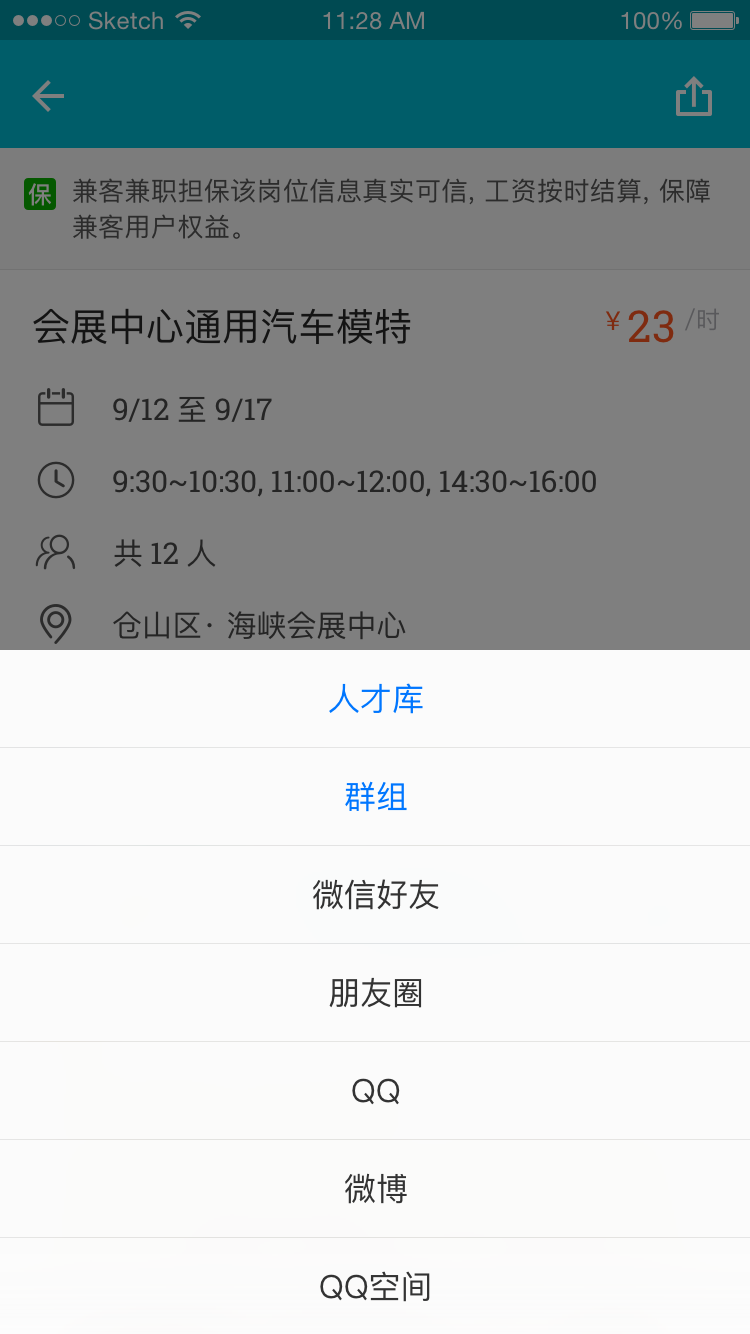 Sketch 11:28 AM 100%
保 兼客兼职担保该岗位信息真实可信, 工资按时结算, 保障
兼客用户权益。
会展中心通用汽车模特 ¥ 23 /时
9/12 至 9/17
9:30~10:30, 11:00~12:00, 14:30~16:00
共 12 人
仓山区· 海峡会展中心
人才库
群组
微信好友
朋友圈
QQ
微博
QQ空间